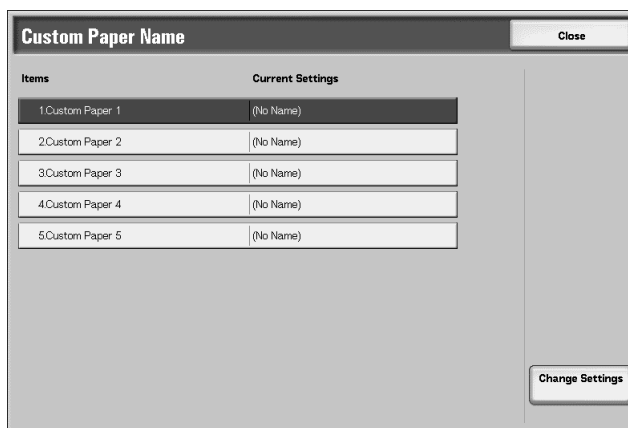 Custom Paper Name
Close
Items Current Settings
1.Custom Paper 1 (No Name)
2.Custom Paper 2 (No Name)
3.Custom Paper 3 (No Name)
4.Custom Paper 4 (No Name)
5.Custom Paper 5 (No Name)
Change Settings